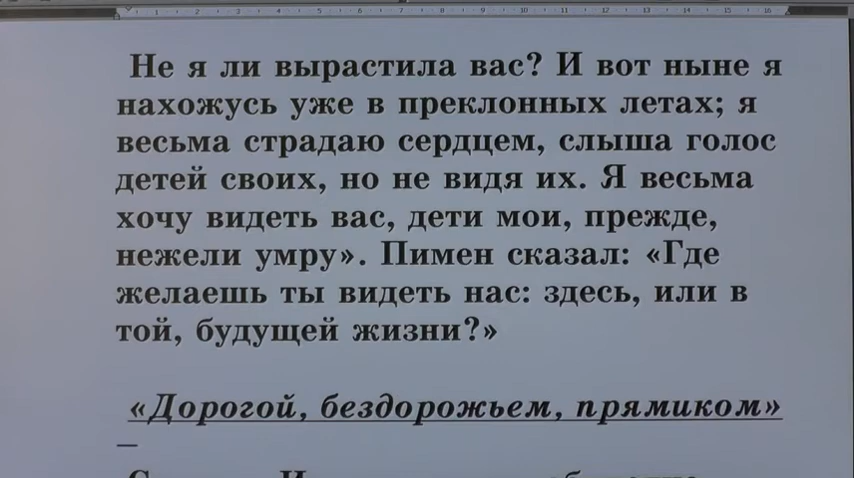 Не я ли вырастила вас? И вот ныне я
нахожусь уже в преклонных летах; я
весьма страдаю сердцем, слыша голос
детей своих, но не видя их. Я весьма
хочу видеть вас, дети мои, прежде,
нежели умру». Пимен сказал: «Где
желаешь ты видеть нас: здесь, или в
той, будущей жизни?»
«Дорогой, бездорожьем, прямиком»